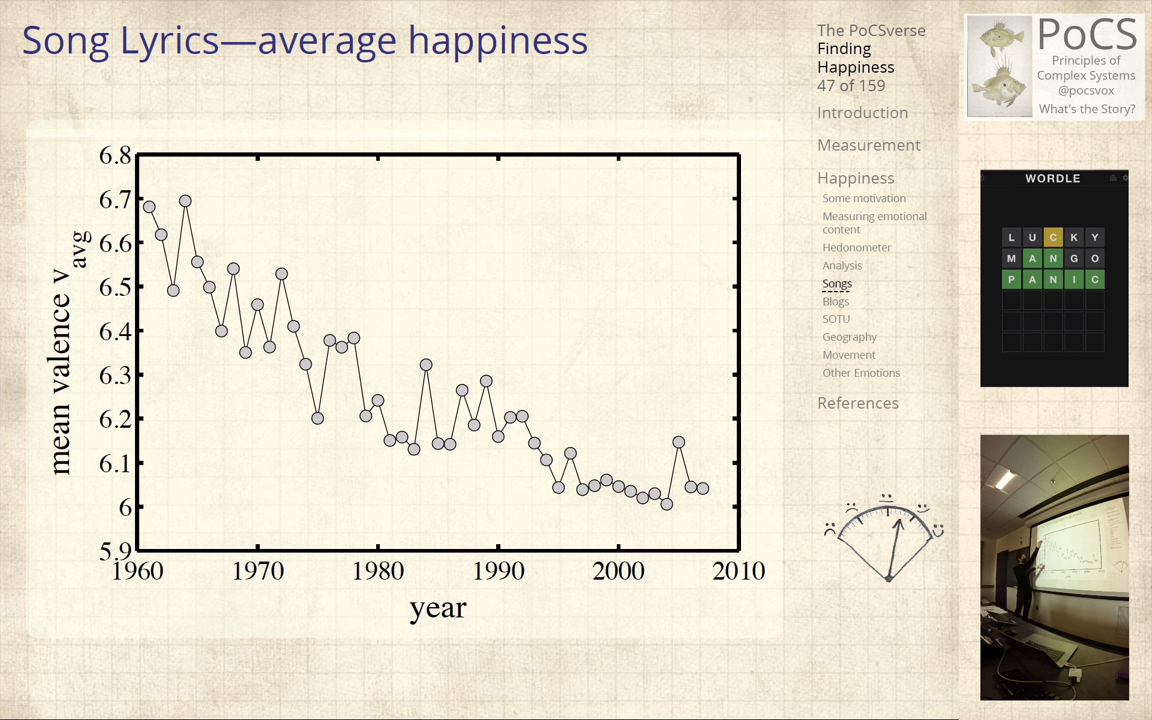 Song Lyrics—average happiness
6.8
6.7
6.6
6.5
6.4
6.3
6.2
6.1
6
5.9
mean valence v avg
1960 1970 1980 1990 2000 2010
year
The PoCSverse
Finding
Happiness
47 of 159
Introduction
Measurement
Happiness
Some motivation
Measuring emotional
content
Hedonometer
Analysis
Songs
Blogs
SOTU
Geography
Movement
Other Emotions
References
PoCS
Principles of
Complex Systems
@pocsvox
What's the Story?
WORDLE
L U C K Y
M A N G O
P A N I C